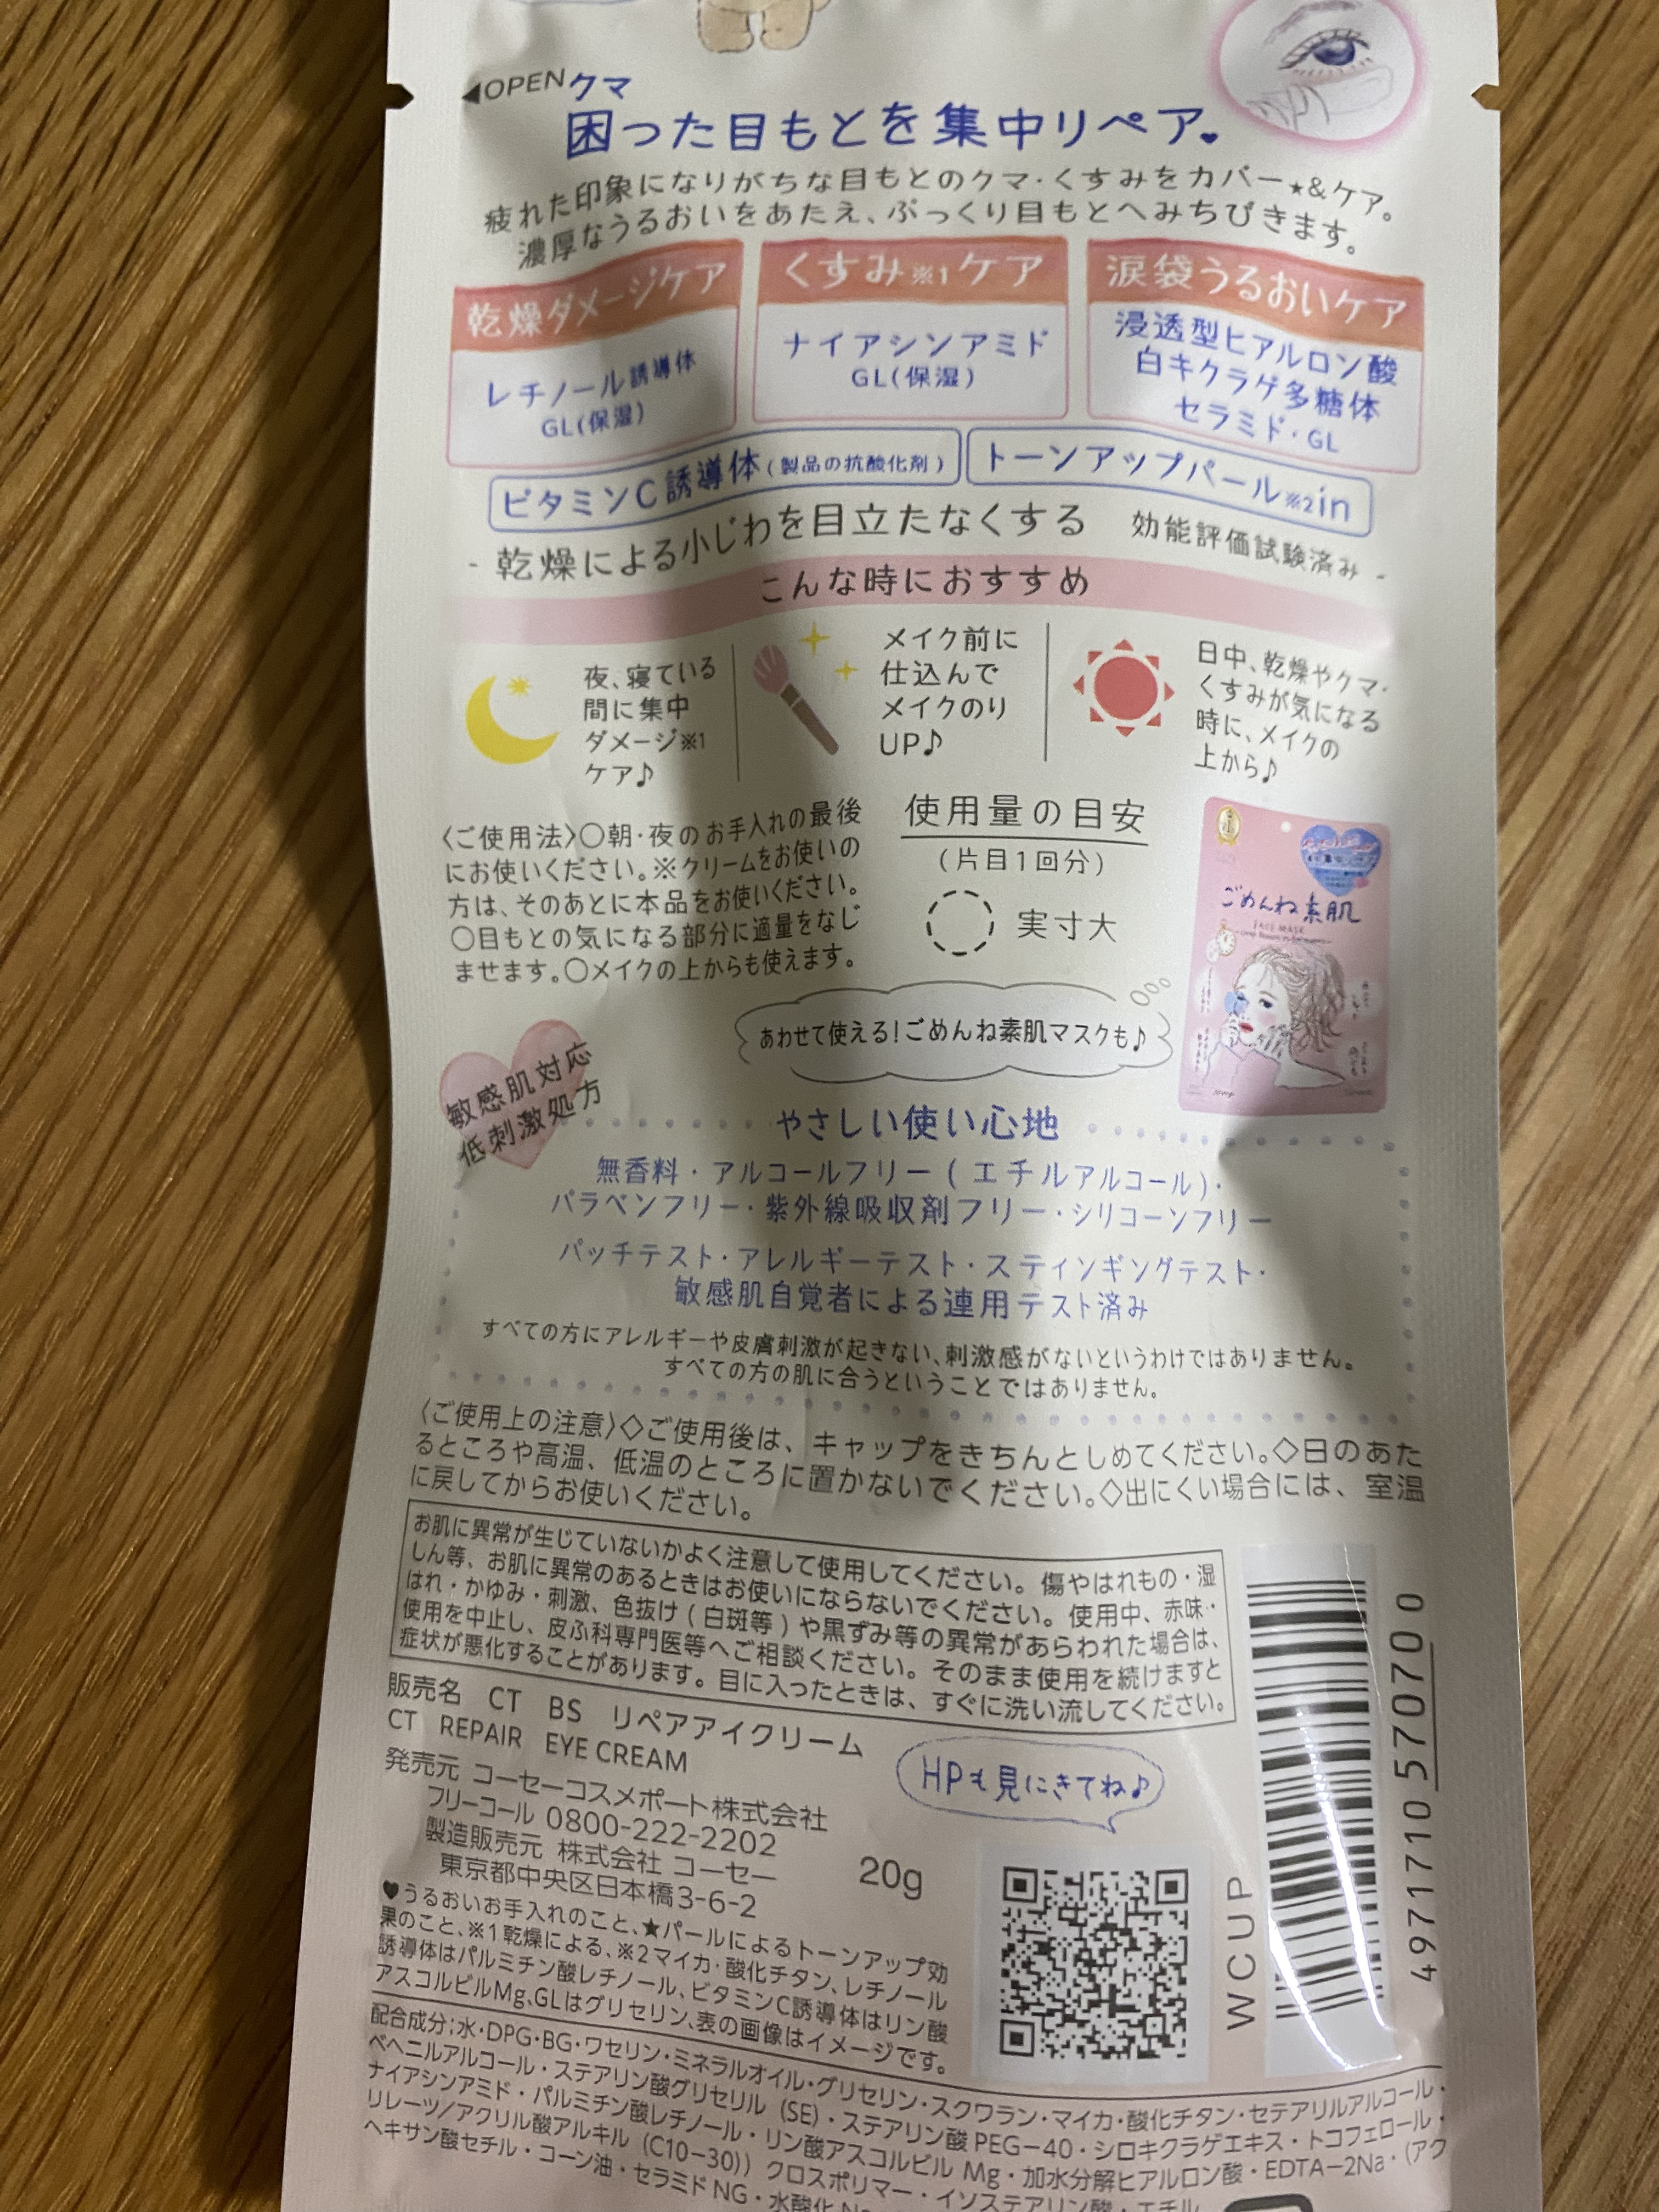 ◀OPEN
クマ
困った目もとを集中リペア♥
疲れた印象になりがちな目もとのクマ・くすみをカバー★&ケア。
濃厚なうるおいをあたえ、ぷっくり目もとへみちびきます。
乾燥ダメージケア
レチノール誘導体
GL(保湿)
くすみ※1ケア
ナイアシンアミド
GL(保湿)
涙袋うるおいケア
浸透型ヒアルロン酸
白キクラゲ多糖体
セラミド・GL
ビタミンC誘導体(製品の抗酸化剤)
トーンアップパール※2in
- 乾燥による小じわを目立たなくする 効能評価試験済み -
こんな時におすすめ
夜、寝ている
間に集中
ダメージ※1
ケア♪
メイク前に
仕込んで
メイクのり
UP♪
日中、乾燥やクマ・
くすみが気になる
時に、メイクの
上から♪
〈ご使用法〉○朝・夜のお手入れの最後
にお使いください。※クリームをお使いの
方は、そのあとに本品をお使いください。
○目もとの気になる部分に適量をなじ
ませます。○メイクの上からも使えます。
使用量の目安
(片目1回分)
実寸大
ごめんね素肌
FACE MASK
あわせて使える!ごめんね素肌マスクも♪
敏感肌対応
低刺激処方
やさしい使い心地
無香料・アルコールフリー(エチルアルコール)・
パラベンフリー・紫外線吸収剤フリー・シリコーンフリー
パッチテスト・アレルギーテスト・スティンギングテスト・
敏感肌自覚者による連用テスト済み
すべての方にアレルギーや皮膚刺激が起きない、刺激感がないというわけではありません。
すべての方の肌に合うということではありません。
〈ご使用上の注意〉◇ご使用後は、キャップをきちんとしめてください。◇日のあた
るところや高温、低温のところに置かないでください。◇出にくい場合には、室温
に戻してからお使いください。
お肌に異常が生じていないかよく注意して使用してください。傷やはれもの・湿
しん等、お肌に異常のあるときはお使いにならないでください。使用中、赤味・
はれ・かゆみ・刺激、色抜け(白斑等)や黒ずみ等の異常があらわれた場合は、
使用を中止し、皮ふ科専門医等へご相談ください。そのまま使用を続けますと
症状が悪化することがあります。目に入ったときは、すぐに洗い流してください。
販売名 CT BS リペアアイクリーム
CT REPAIR EYE CREAM
発売元 コーセーコスメポート株式会社
フリーコール 0800-222-2202
製造販売元 株式会社 コーセー
東京都中央区日本橋3-6-2
20g
HPも見にきてね♪
WCUP
4971710 570700
♥うるおいお手入れのこと、★パールによるトーンアップ効
果のこと、※1乾燥による、※2マイカ・酸化チタン、レチノール
誘導体はパルミチン酸レチノール、ビタミンC誘導体はリン酸
アスコルビルMg、GLはグリセリン、表の画像はイメージです。
配合成分;水・DPG・BG・ワセリン・ミネラルオイル・グリセリン・スクワラン・マイカ・酸化チタン・セテアリルアルコール・
ベヘニルアルコール・ステアリン酸グリセリル (SE)・ステアリン酸 PEG-40・シロキクラゲエキス・トコフェロール・
ナイアシンアミド・パルミチン酸レチノール・リン酸アスコルビル Mg・加水分解ヒアルロン酸・EDTA-2Na・(アク
リレーツ/アクリル酸アルキル (C10-30)) クロスポリマー・イソステアリン酸・エチル
ヘキサン酸セチル・コーン油・セラミド NG・水酸化